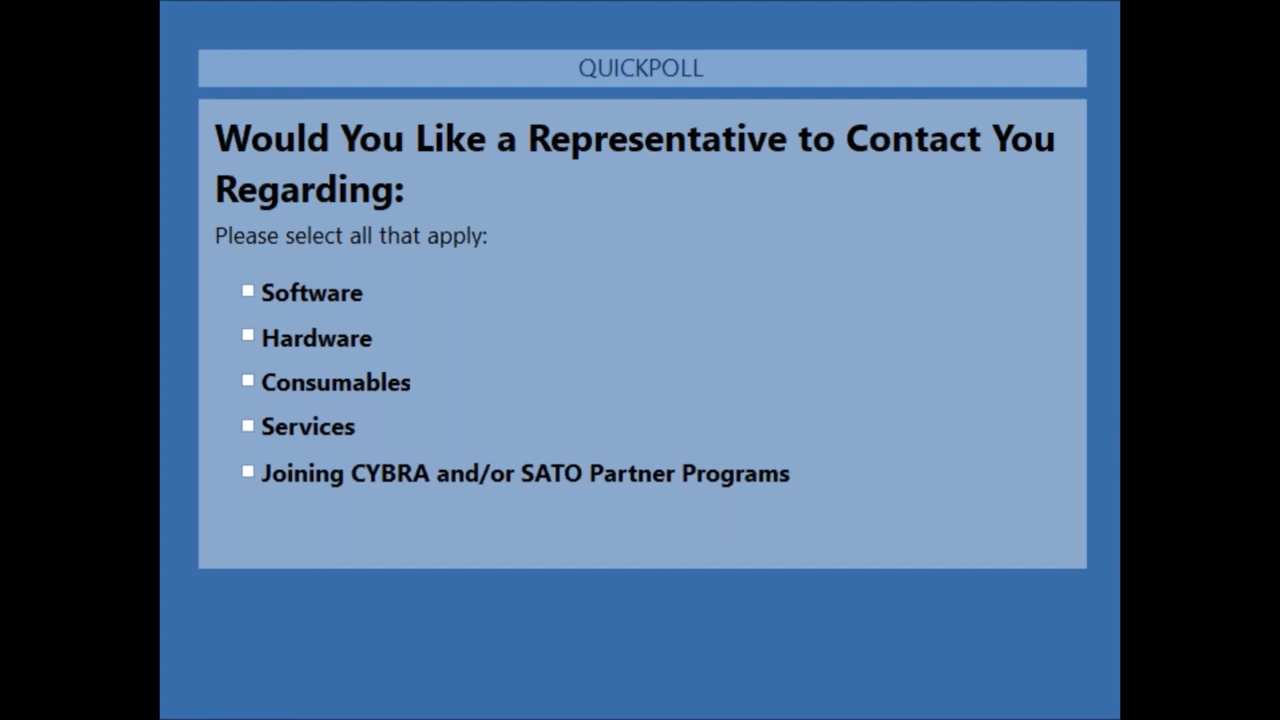 QUICKPOLL
Would You Like a Representative to Contact You
Regarding:
Please select all that apply:
Software
Hardware
Consumables
Services
Joining CYBRA and/or SATO Partner Programs